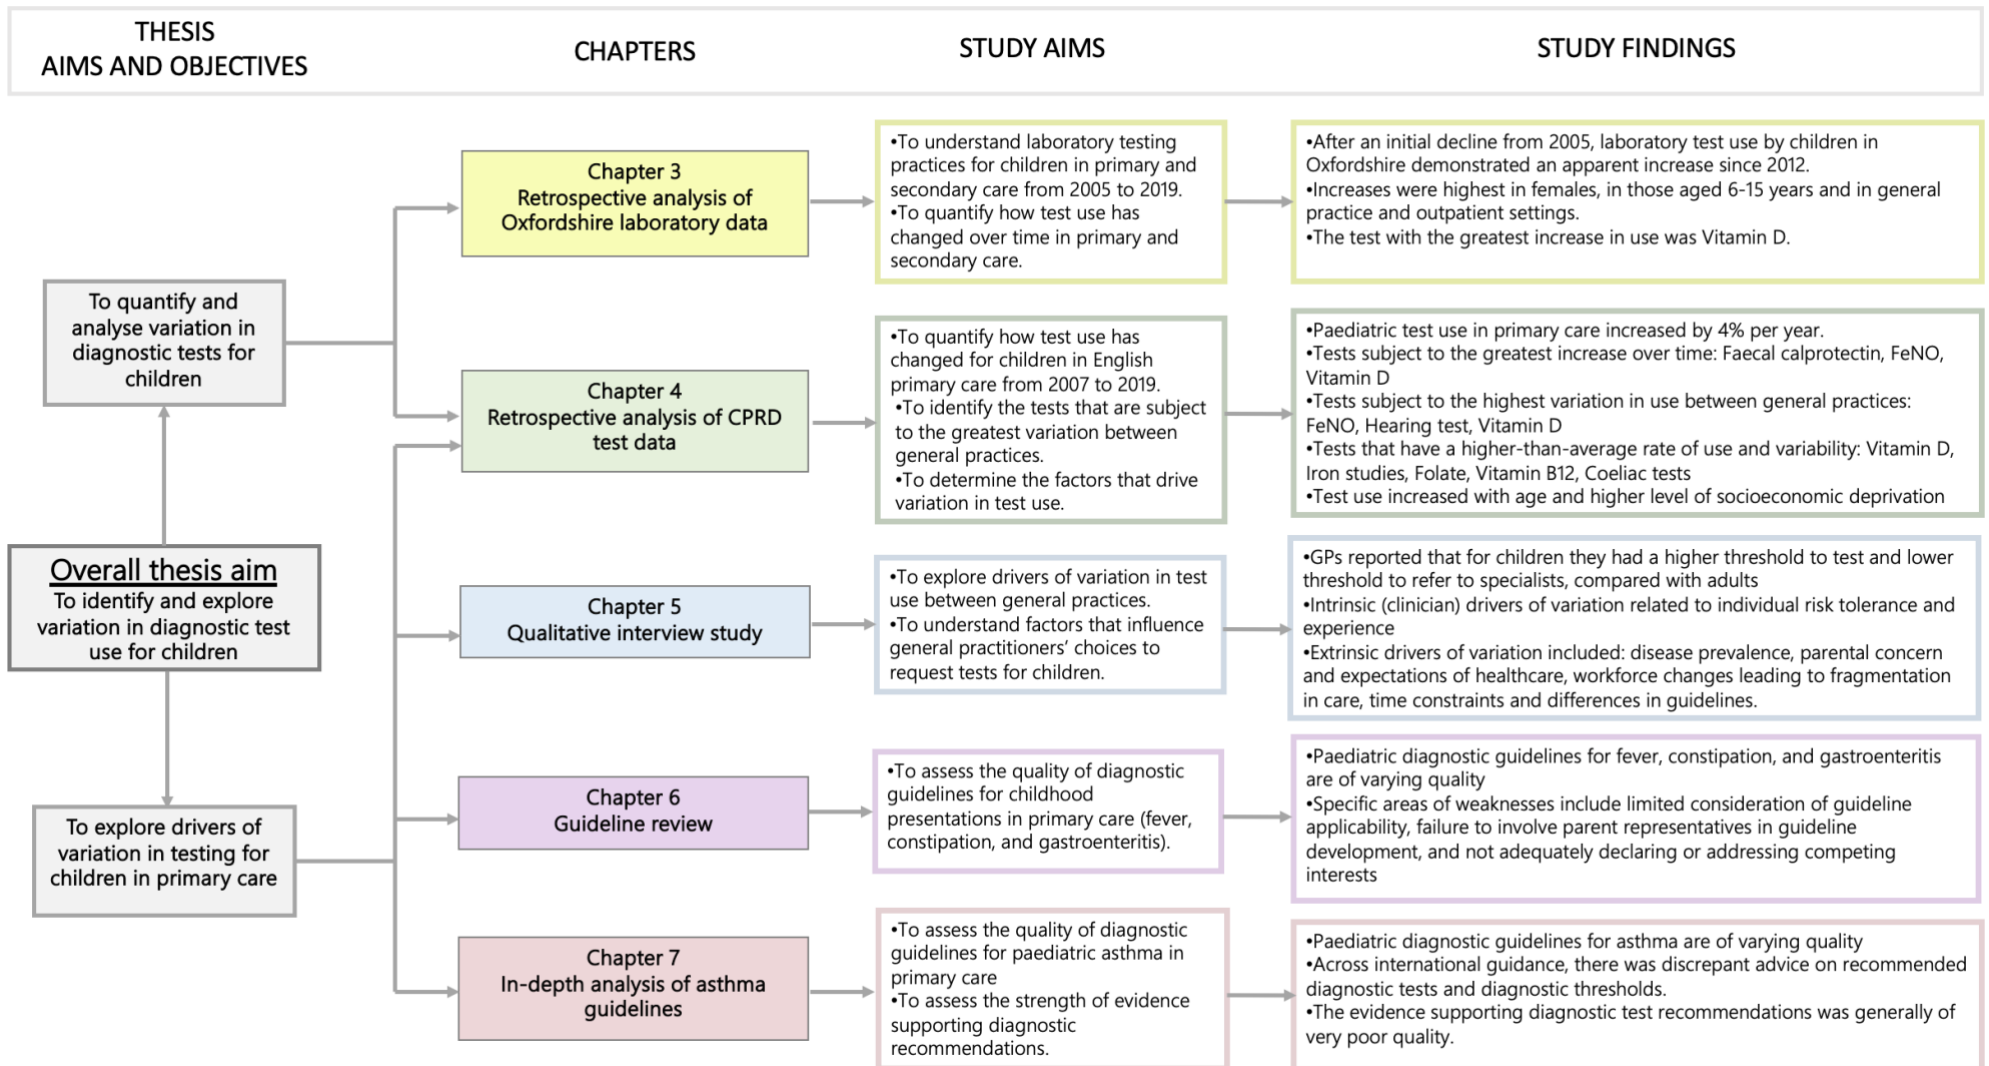 THESIS
AIMS AND OBJECTIVES
CHAPTERS
STUDY AIMS
STUDY FINDINGS
To quantify and
analyse variation in
diagnostic tests for
children
Overall thesis aim
To identify and explore
variation in diagnostic test
use for children
To explore drivers of
variation in testing for
children in primary care
Chapter 3
Retrospective analysis of
Oxfordshire laboratory data
•To understand laboratory testing
practices for children in primary and
secondary care from 2005 to 2019.
•To quantify how test use has
changed over time in primary and
secondary care.
•After an initial decline from 2005, laboratory test use by children in
Oxfordshire demonstrated an apparent increase since 2012.
•Increases were highest in females, in those aged 6-15 years and in general
practice and outpatient settings.
•The test with the greatest increase in use was Vitamin D.
Chapter 4
Retrospective analysis of CPRD
test data
•To quantify how test use has
changed for children in English
primary care from 2007 to 2019.
•To identify the tests that are subject
to the greatest variation between
general practices.
•To determine the factors that drive
variation in test use.
•Paediatric test use in primary care increased by 4% per year.
•Tests subject to the greatest increase over time: Faecal calprotectin, FeNO,
Vitamin D
•Tests subject to the highest variation in use between general practices:
FeNO, Hearing test, Vitamin D
•Tests that have a higher-than-average rate of use and variability: Vitamin D,
Iron studies, Folate, Vitamin B12, Coeliac tests
•Test use increased with age and higher level of socioeconomic deprivation
Chapter 5
Qualitative interview study
•To explore drivers of variation in test
use between general practices.
•To understand factors that influence
general practitioners’ choices to
request tests for children.
•GPs reported that for children they had a higher threshold to test and lower
threshold to refer to specialists, compared with adults
•Intrinsic (clinician) drivers of variation related to individual risk tolerance and
experience
•Extrinsic drivers of variation included: disease prevalence, parental concern
and expectations of healthcare, workforce changes leading to fragmentation
in care, time constraints and differences in guidelines.
Chapter 6
Guideline review
•To assess the quality of diagnostic
guidelines for childhood
presentations in primary care (fever,
constipation, and gastroenteritis).
•Paediatric diagnostic guidelines for fever, constipation, and gastroenteritis
are of varying quality
•Specific areas of weaknesses include limited consideration of guideline
applicability, failure to involve parent representatives in guideline
development, and not adequately declaring or addressing competing
interests
Chapter 7
In-depth analysis of asthma
guidelines
•To assess the quality of diagnostic
guidelines for paediatric asthma in
primary care
•To assess the strength of evidence
supporting diagnostic
recommendations.
•Paediatric diagnostic guidelines for asthma are of varying quality
•Across international guidance, there was discrepant advice on recommended
diagnostic tests and diagnostic thresholds.
•The evidence supporting diagnostic test recommendations was generally of
very poor quality.